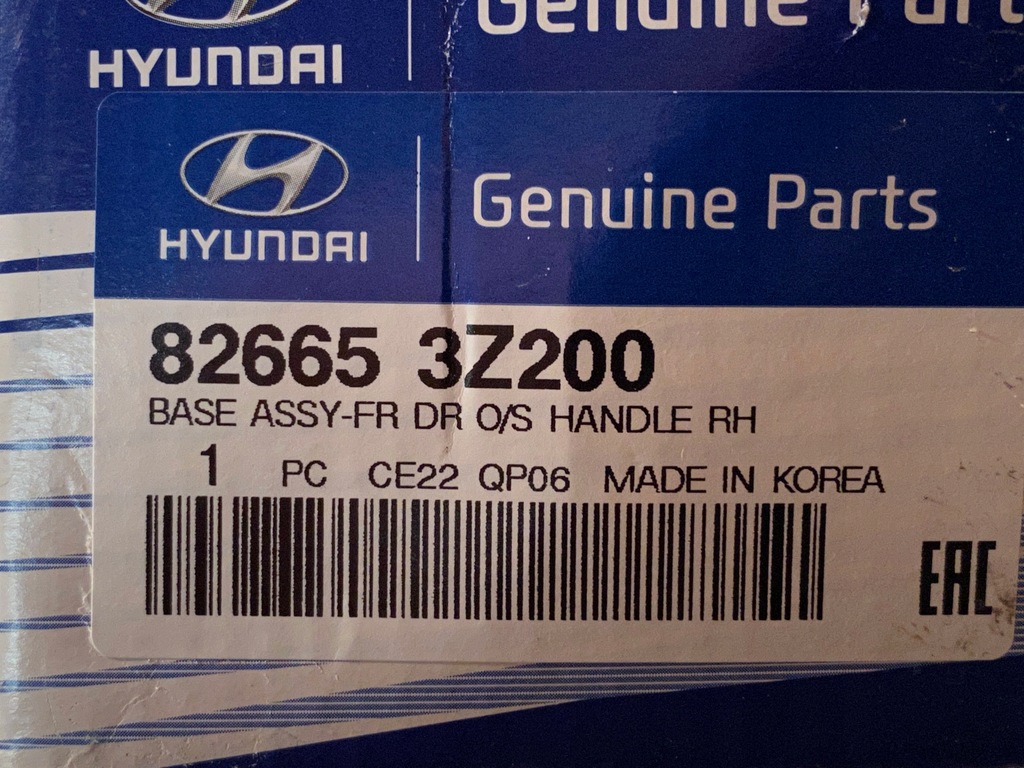 HYUNDAI Genuine Part
HYUNDAI Genuine Parts
82665 3Z200
BASE ASSY-FR DR O/S HANDLE RH
1 PC CE22 QP06 MADE IN KOREA
EAC